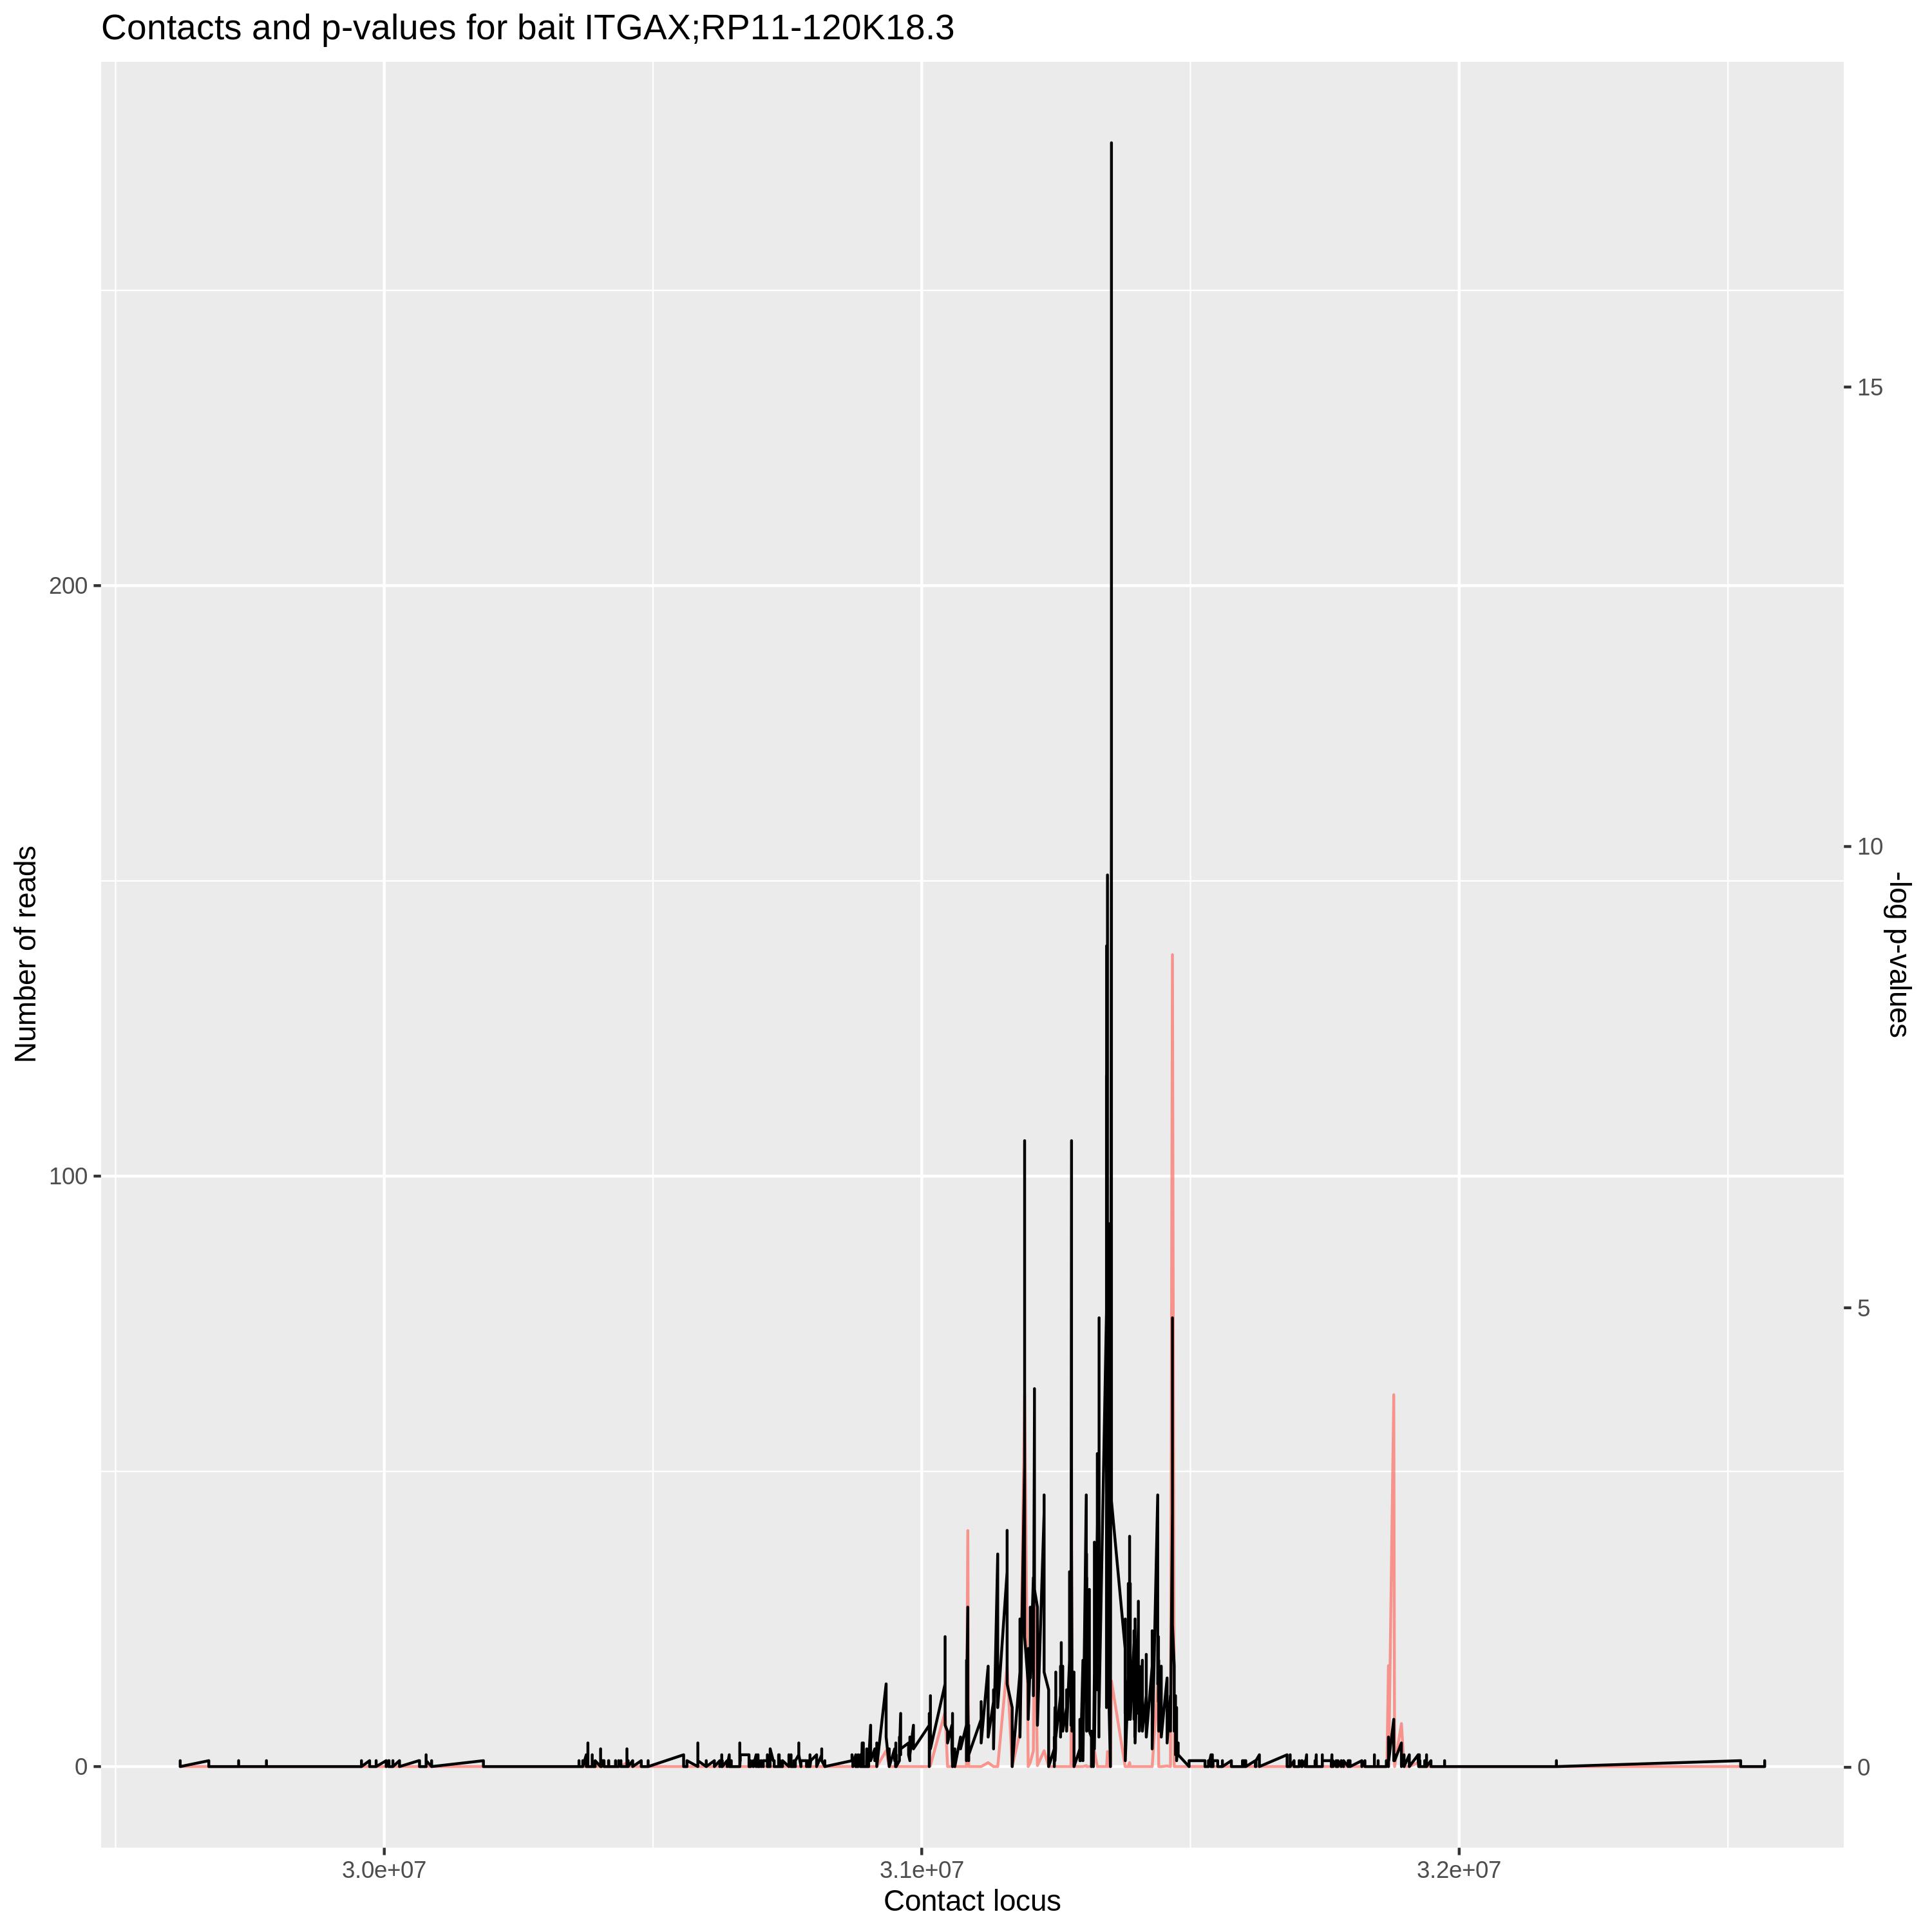 Contacts and p-values for bait ITGAX;RP11-120K18.3
200
100
0
Number of reads
15
10
5
0
-log p-values
3.0e+07
3.1e+07
3.2e+07
Contact locus